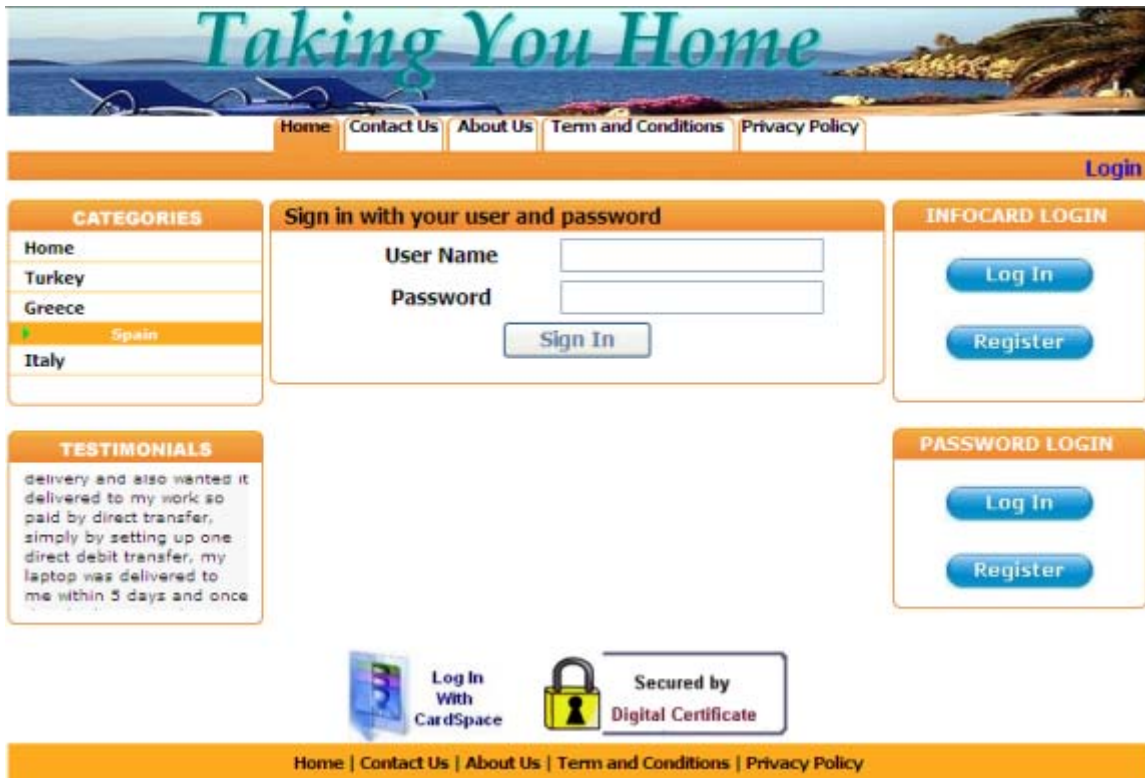 Taking You Home
Home Contact Us About Us Term and Conditions Privacy Policy
Login
CATEGORIES
Home
Turkey
Greece
Spain
Italy
TESTIMONIALS
delivery and also wanted it
delivered to my work so
paid by direct transfer,
simply by setting up one
direct debit transfer, my
laptop was delivered to
me within 5 days and once
Sign in with your user and password
User Name
Password
Sign In
INFOCARD LOGIN
Log In
Register
PASSWORD LOGIN
Log In
Register
Log In
With
CardSpace
Secured by
Digital Certificate
Home | Contact Us | About Us | Term and Conditions | Privacy Policy